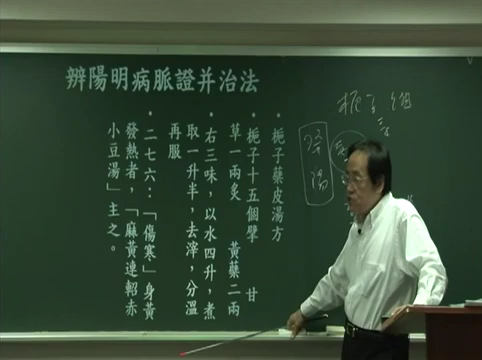 辨陽明病脈證并治法
・梔子蘗皮湯方
・梔子十五個擘　甘
草一兩炙　黃蘗二兩
・右三味，以水四升，煮
取一升半，去滓，分溫
再服
・二七六：「傷寒」身黃
發熱者，「麻黃連軺赤
小豆湯」主之。
梔子
湯